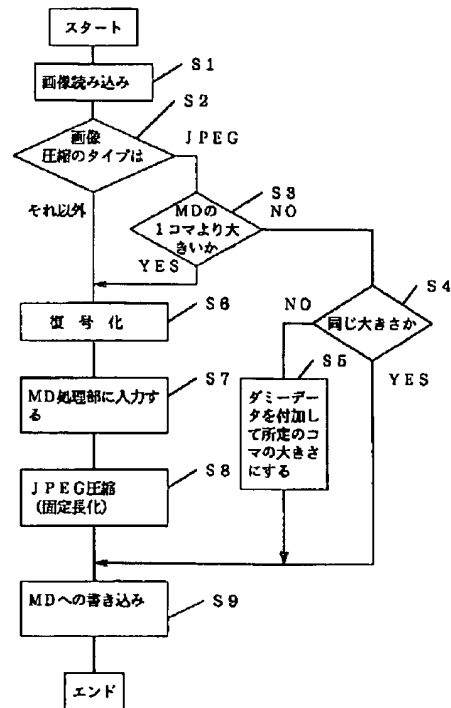 スタート
S1
画像読み込み
S2
画像
圧縮のタイプは
JPEG
S3
それ以外
MDの
1コマより大
きいか
NO
YES
S4
同じ大きさか
NO
YES
S6
復号化
S5
ダミーデー
タを付加し
て所定のコ
マの大きさ
にする
S7
MD処理部に入力す
る
S8
JPEG圧縮
(固定長化)
MDへの書き込み
S9
エンド